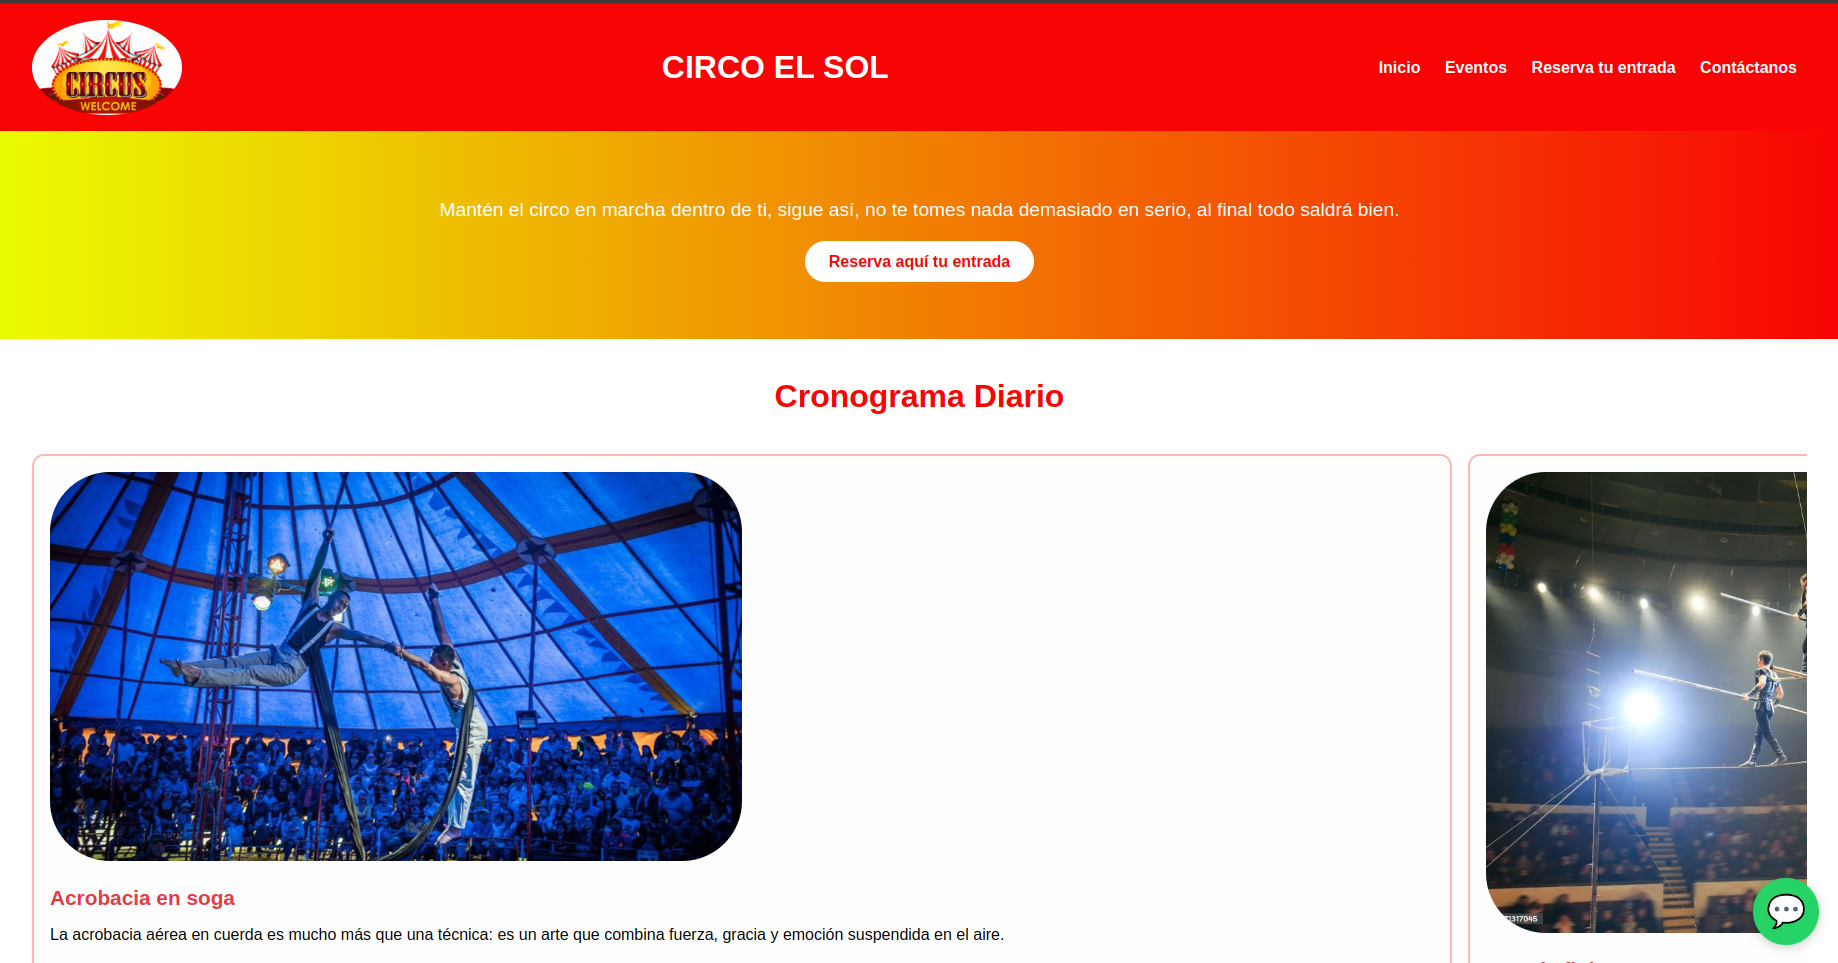 CIRCUS
WELCOME
CIRCO EL SOL
Inicio Eventos Reserva tu entrada Contáctanos
Mantén el circo en marcha dentro de ti, sigue así, no te tomes nada demasiado en serio, al final todo saldrá bien.
Reserva aquí tu entrada
Cronograma Diario
Acrobacia en soga
La acrobacia aérea en cuerda es mucho más que una técnica: es un arte que combina fuerza, gracia y emoción suspendida en el aire.
71317045